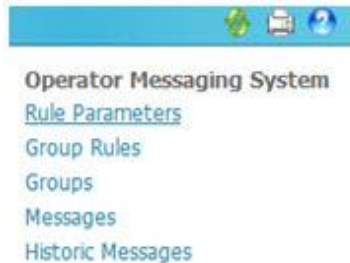 Operator Messaging System
Rule Parameters
Group Rules
Groups
Messages
Historic Messages